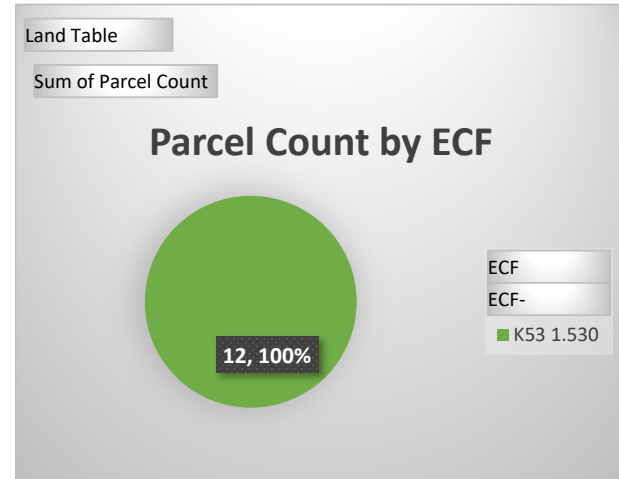 Land Table
Sum of Parcel Count
Parcel Count by ECF
12, 100%
ECF
ECF-
K53 1.530